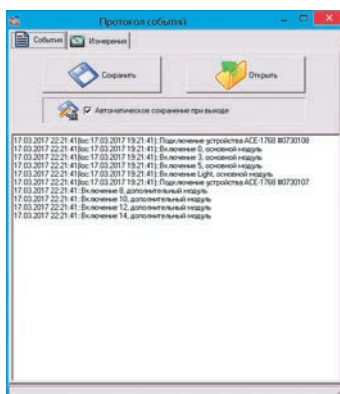 Протокол событий
События
Измерения
Сохранить
Открыть
Автоматическое сохранение при выходе
17.03.2017 22:21:41[loc:17.03.2017 19:21:41]: Подключение устройства ACE-1768 #0730108
17.03.2017 22:21:41[loc:17.03.2017 19:21:41]: Включение 0, основной модуль
17.03.2017 22:21:41[loc:17.03.2017 19:21:41]: Включение 3, основной модуль
17.03.2017 22:21:41[loc:17.03.2017 19:21:41]: Включение 5, основной модуль
17.03.2017 22:21:41[loc:17.03.2017 19:21:41]: Включение Light, основной модуль
17.03.2017 22:21:41[loc:17.03.2017 19:21:41]: Подключение устройства ACE-1768 #0730107
17.03.2017 22:21:41: Включение 8, дополнительный модуль
17.03.2017 22:21:41: Включение 10, дополнительный модуль
17.03.2017 22:21:41: Включение 12, дополнительный модуль
17.03.2017 22:21:41: Включение 14, дополнительный модуль